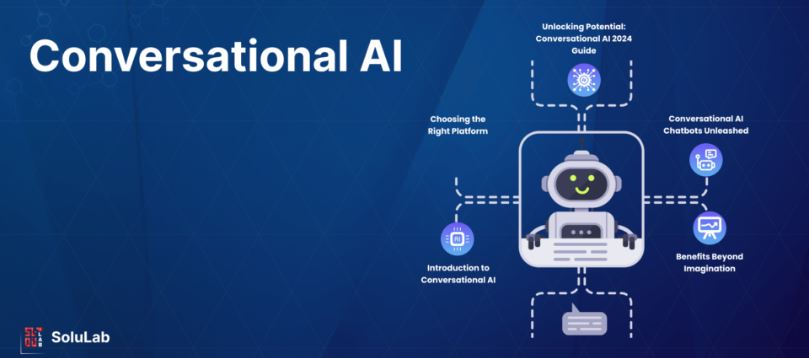 Conversational AI
Unlocking Potential:
Conversational AI 2024
Guide
Choosing the
Right Platform
Conversational AI
Chatbots Unleashed
AI
Introduction to
Conversational AI
Benefits Beyond
Imagination
SoluLab